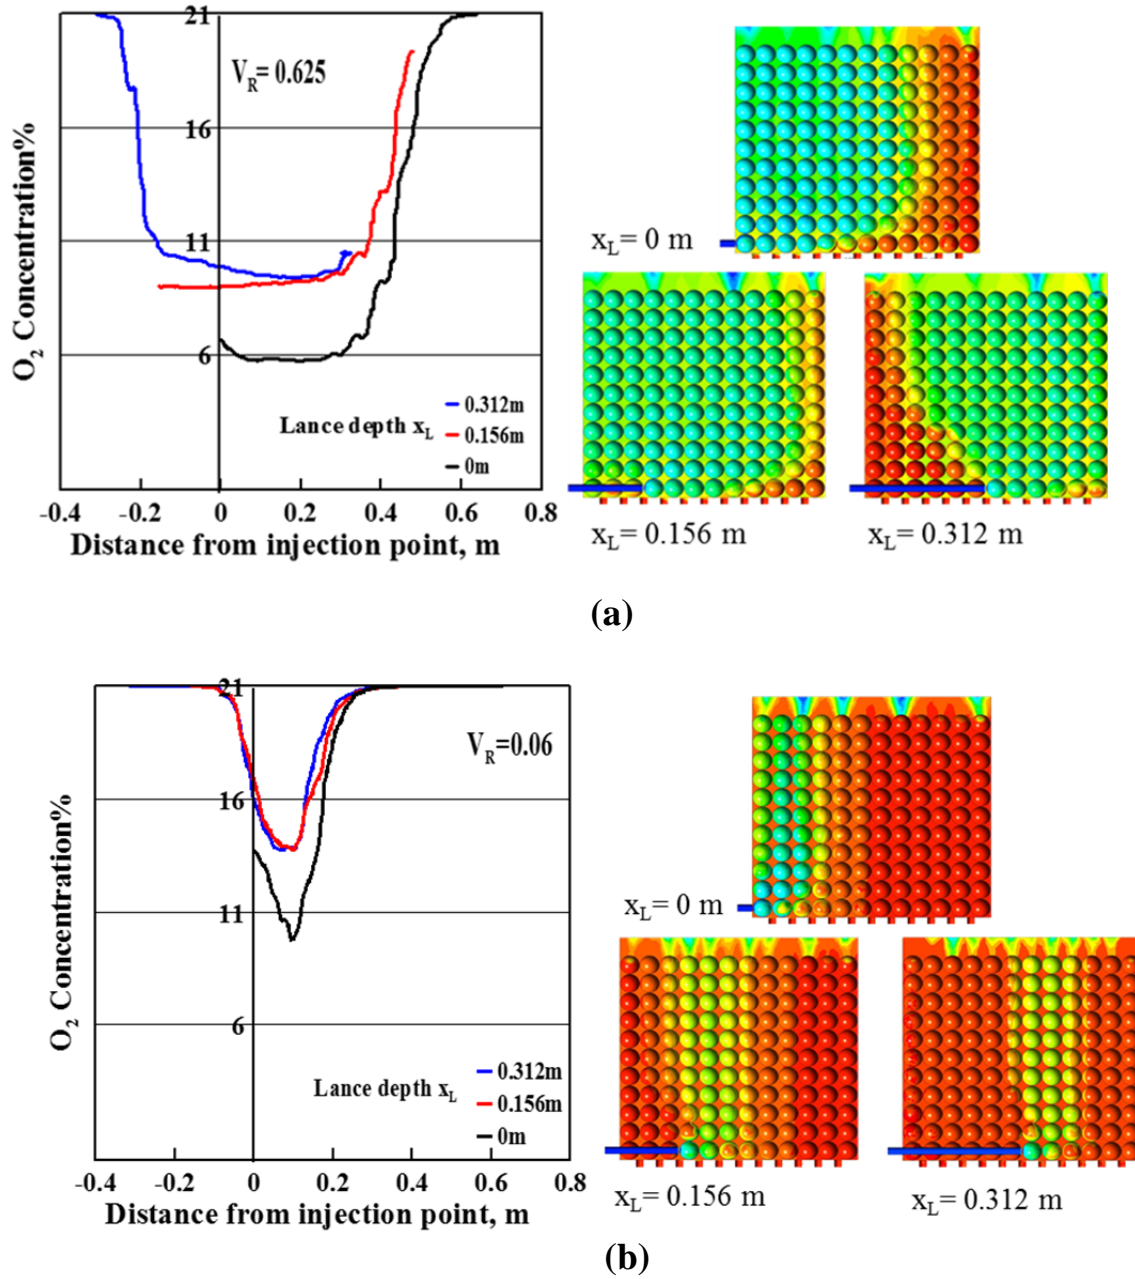 21
V_R= 0.625
16
11
6
O₂ Concentration%
0.312m
Lance depth x_L
0.156m
0m
-0.4 -0.2 0 0.2 0.4 0.6 0.8
Distance from injection point, m
x_L= 0 m
x_L= 0.156 m
x_L= 0.312 m
(a)
21
V_R=0.06
16
11
6
O₂ Concentration%
0.312m
Lance depth x_L
0.156m
0m
-0.4 -0.2 0 0.2 0.4 0.6 0.8
Distance from injection point, m
x_L= 0 m
x_L= 0.156 m
x_L= 0.312 m
(b)